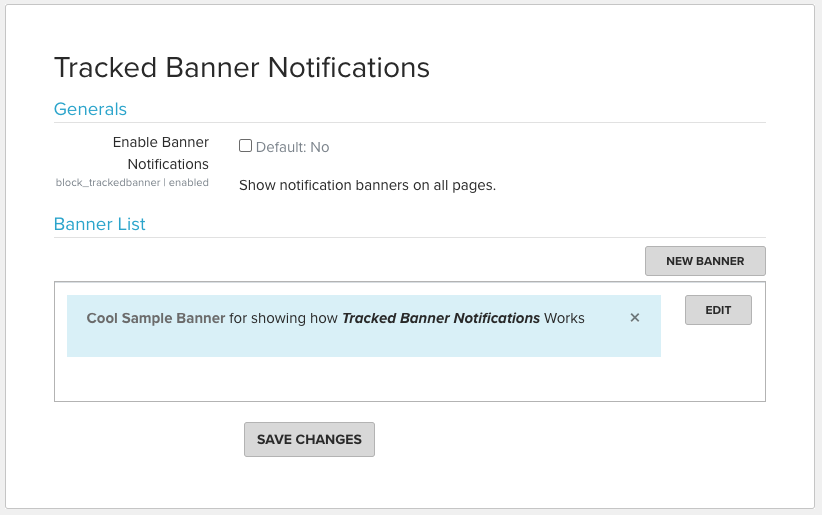 Tracked Banner Notifications
Generals
Enable Banner
Notifications
block_trackedbanner | enabled
Default: No
Show notification banners on all pages.
Banner List
NEW BANNER
Cool Sample Banner for showing how Tracked Banner Notifications Works ×
EDIT
SAVE CHANGES